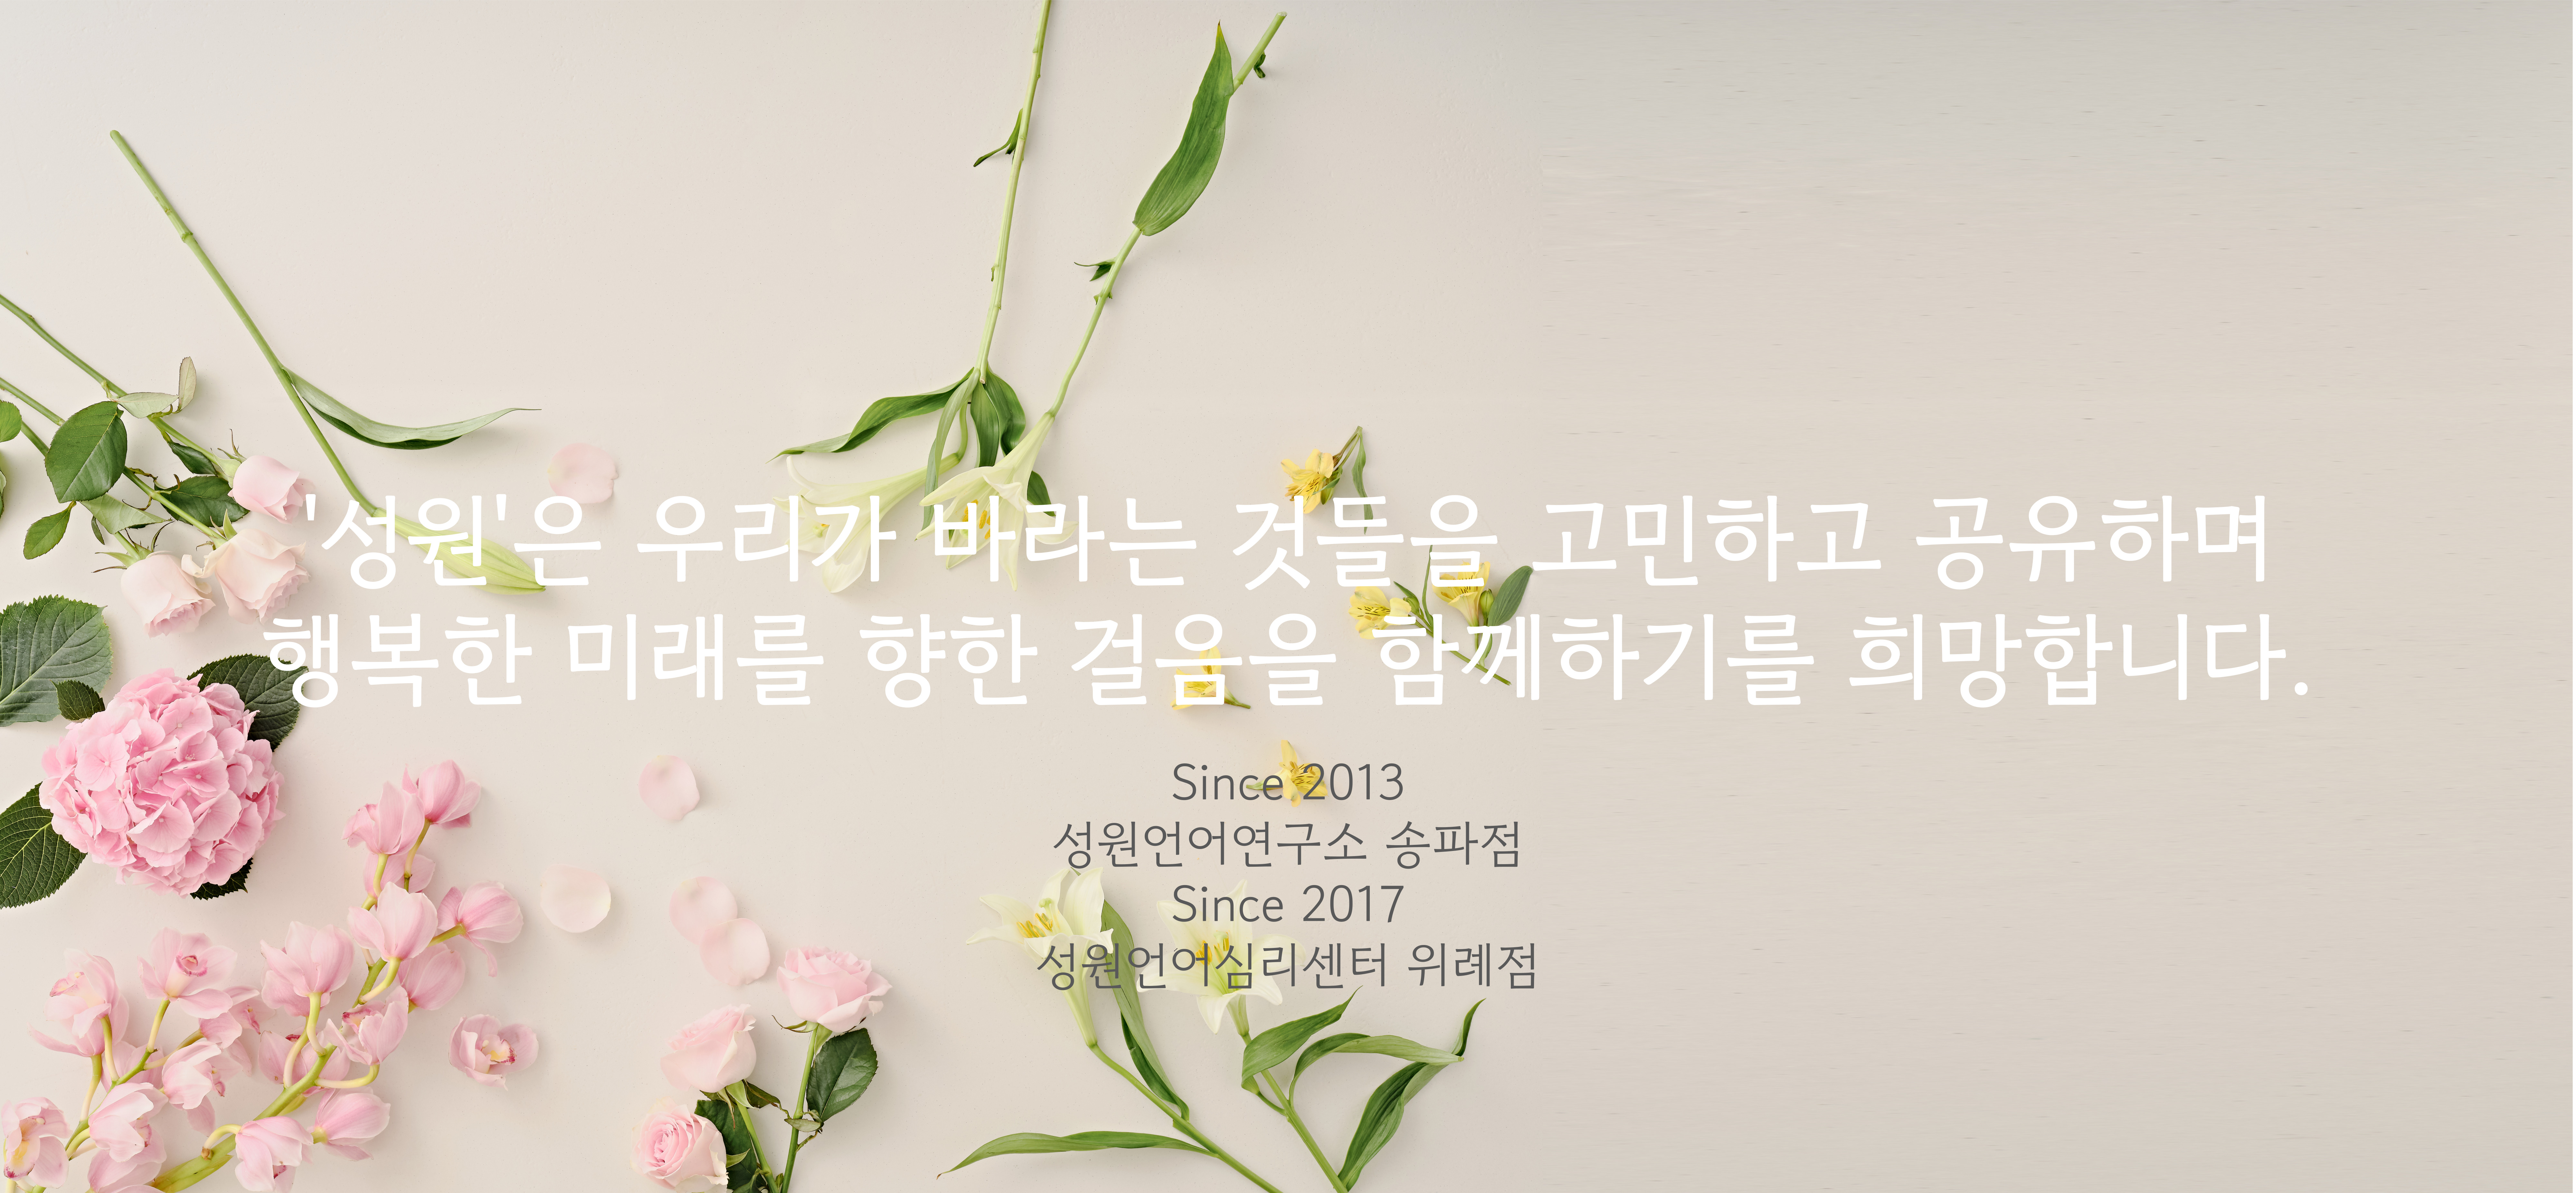 '성원'은 우리가 바라는 것들을 고민하고 공유하며
행복한 미래를 향한 걸음을 함께하기를 희망합니다.
Since 2013
성원언어연구소 송파점
Since 2017
성원언어심리센터 위례점